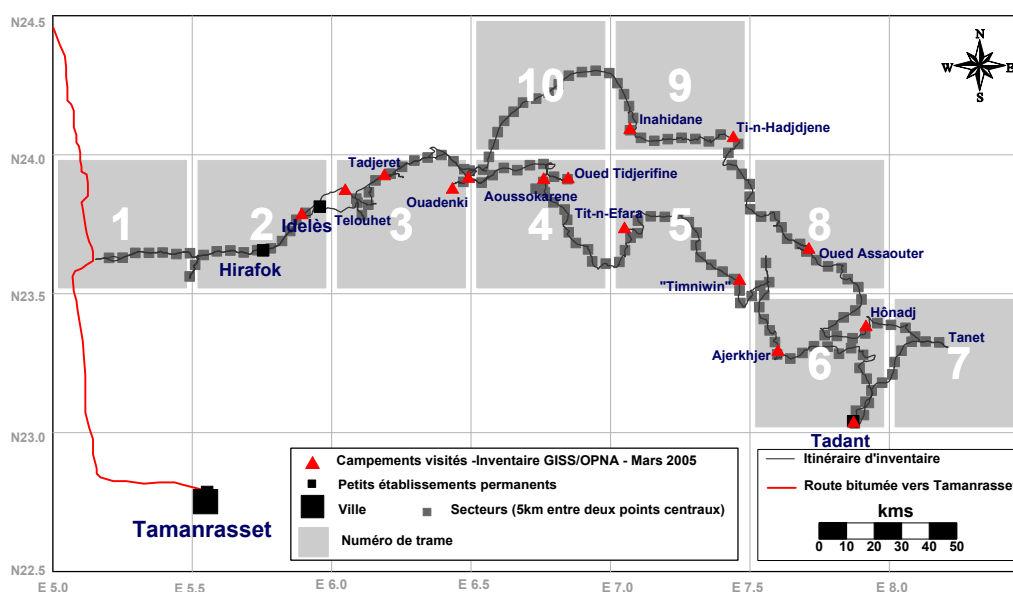 N24.5
N
W E
S
10
9
Inahidane
Ti-n-Hadjdjene
N24.0
Tadjeret
Oued Tidjerifine
Ouadenki
Aoussokarene
Telouhet
Tit-n-Efara
1
2
Idelès
3
4
5
8
Hirafok
Oued Assaouter
"Timniwin"
N23.5
Hônadj
Tanet
Ajerkhjer
6
7
N23.0
Tadant
Campements visités -Inventaire GISS/OPNA - Mars 2005
Petits établissements permanents
Ville
Secteurs (5km entre deux points centraux)
Numéro de trame
Itinéraire d'inventaire
Route bitumée vers Tamanrasset
kms
0 10 20 30 40 50
Tamanrasset
N22.5
E 5.0 E 5.5 E 6.0 E 6.5 E 7.0 E 7.5 E 8.0